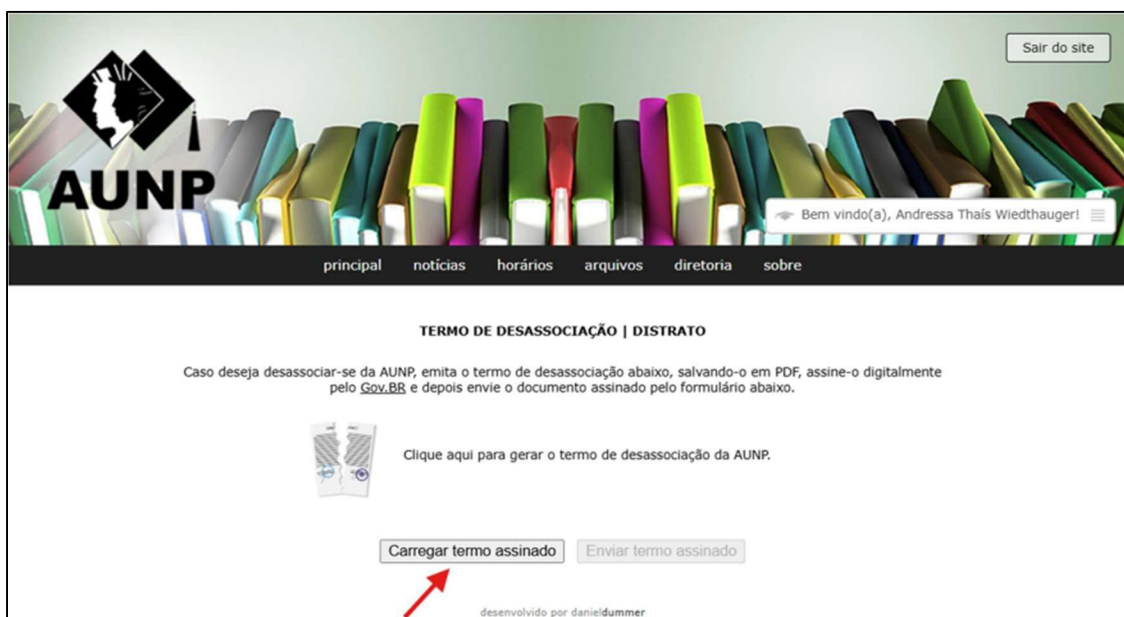 Sair do site
AUNP
Bem vindo(a), Andressa Thaís Wiedthauger!
principal notícias horários arquivos diretoria sobre
TERMO DE DESASSOCIAÇÃO | DISTRATO
Caso deseja desassociar-se da AUNP, emita o termo de desassociação abaixo, salvando-o em PDF, assine-o digitalmente
pelo Gov.BR e depois envie o documento assinado pelo formulário abaixo.
Clique aqui para gerar o termo de desassociação da AUNP.
Carregar termo assinado Enviar termo assinado
desenvolvido por danieldummer